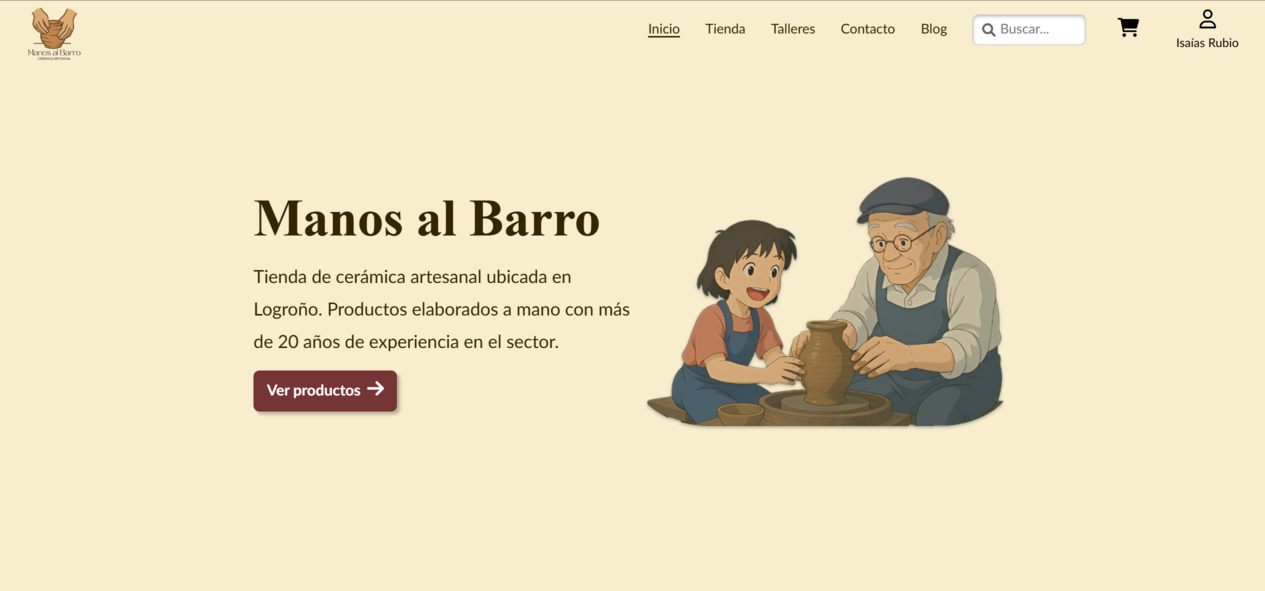 Manos al Barro
CERÁMICA ARTESANAL
Inicio
Tienda
Talleres
Contacto
Blog
Buscar...
Isaías Rubio
Manos al Barro
Tienda de cerámica artesanal ubicada en
Logroño. Productos elaborados a mano con más
de 20 años de experiencia en el sector.
Ver productos